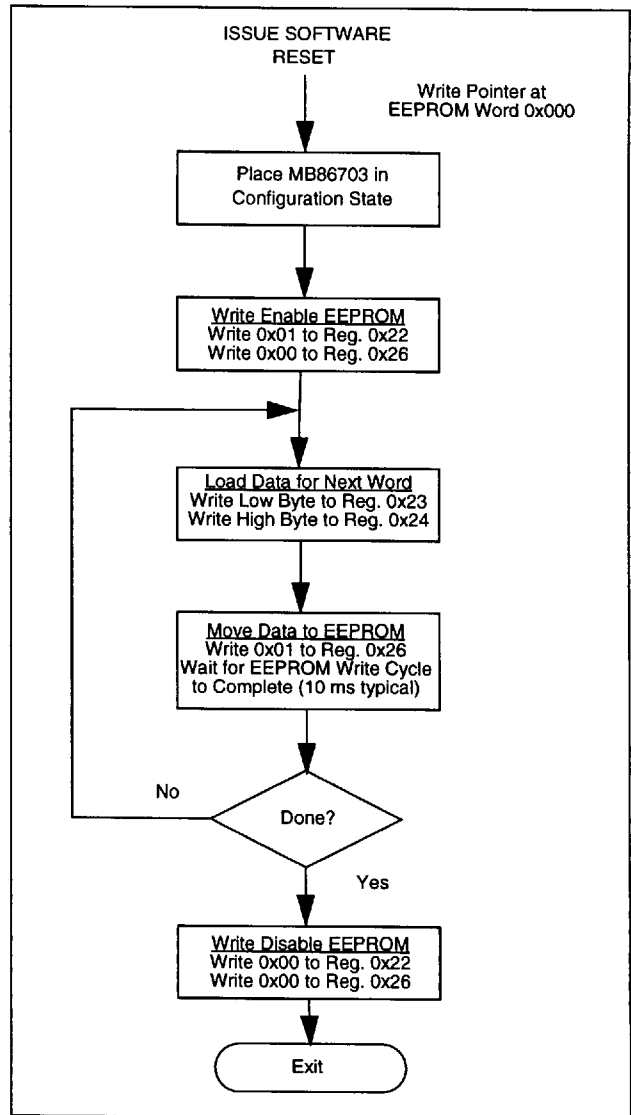 ISSUE SOFTWARE
RESET
Write Pointer at
EEPROM Word 0x000
Place MB86703 in
Configuration State
Write Enable EEPROM
Write 0x01 to Reg. 0x22
Write 0x00 to Reg. 0x26
Load Data for Next Word
Write Low Byte to Reg. 0x23
Write High Byte to Reg. 0x24
Move Data to EEPROM
Write 0x01 to Reg. 0x26
Wait for EEPROM Write Cycle
to Complete (10 ms typical)
No
Done?
Yes
Write Disable EEPROM
Write 0x00 to Reg. 0x22
Write 0x00 to Reg. 0x26
Exit